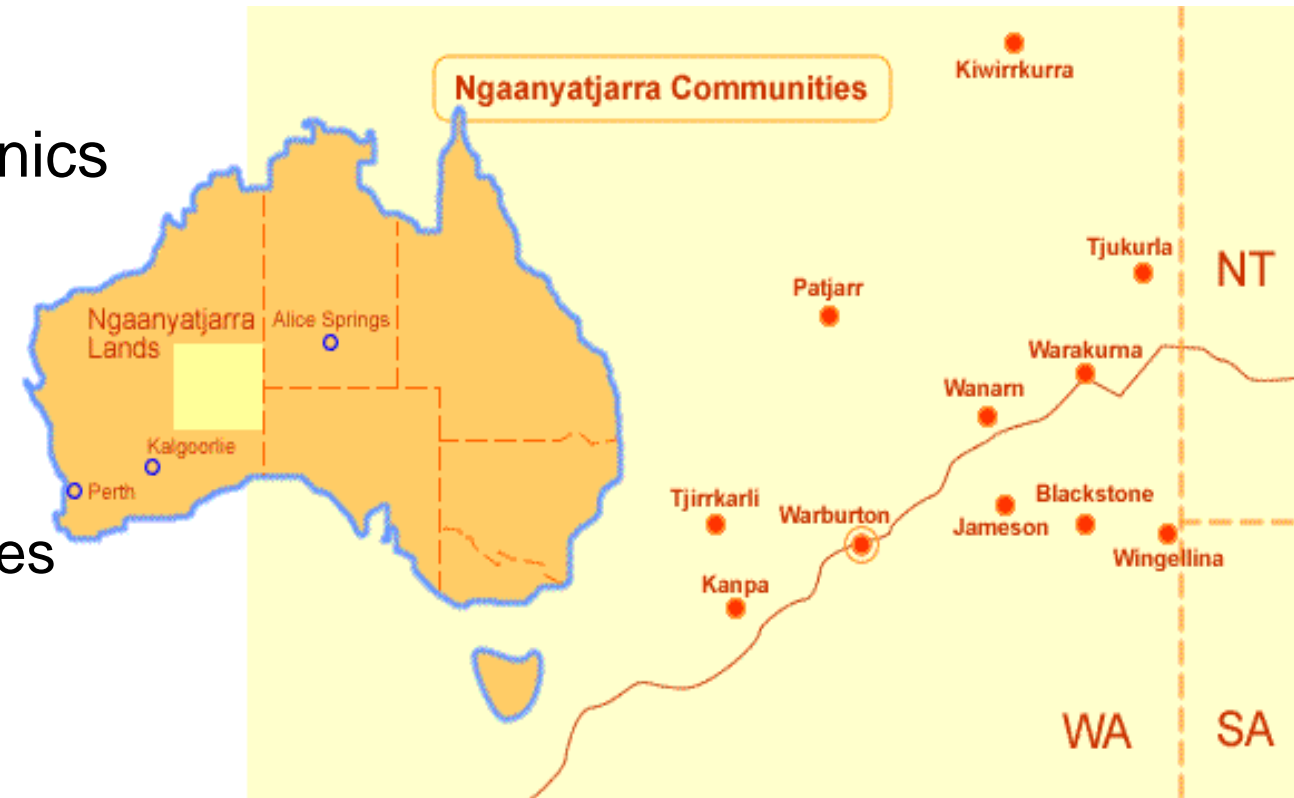 nics
es
Ngaanyatjarra Communities
Kiwirrkurra
Tjukurla
NT
Patjarr
Warakurna
Wanarn
Tjirrkarli
Warburton
Blackstone
Jameson
Wingellina
Kanpa
WA
SA
Ngaanyatjarra
Lands
Alice Springs
Kalgoorlie
Perth